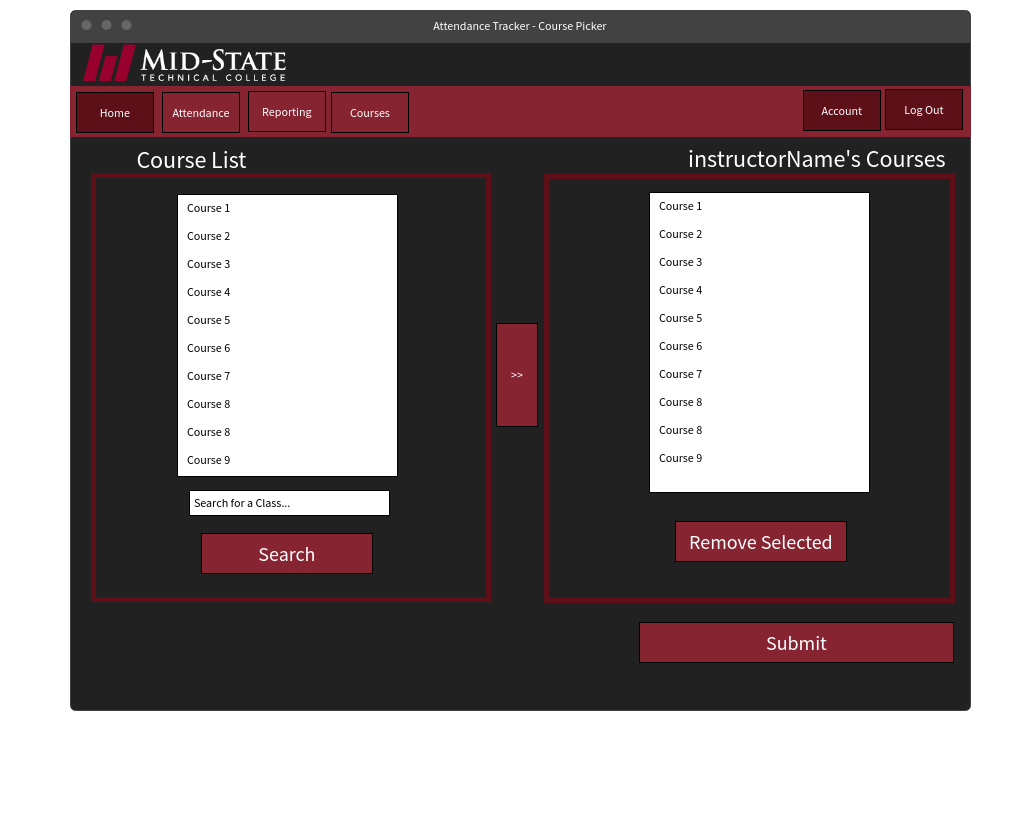 Attendance Tracker - Course Picker
MID-STATE
TECHNICAL COLLEGE
Home
Attendance
Reporting
Courses
Account
Log Out
Course List
Course 1
Course 2
Course 3
Course 4
Course 5
Course 6
Course 7
Course 8
Course 8
Course 9
Search for a Class...
Search
>>
instructorName's Courses
Course 1
Course 2
Course 3
Course 4
Course 5
Course 6
Course 7
Course 8
Course 8
Course 9
Remove Selected
Submit